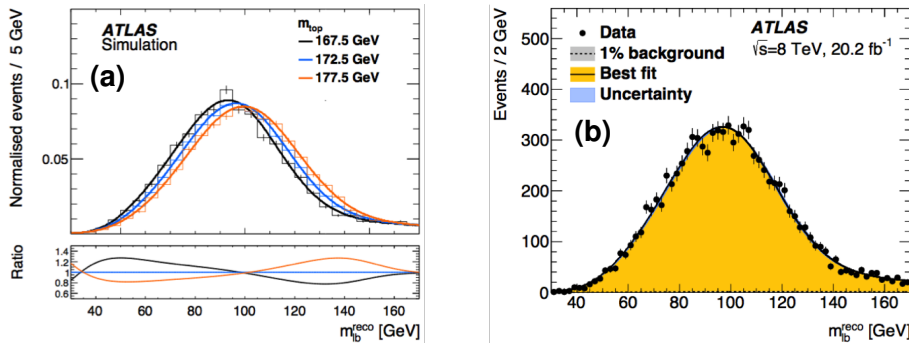 ATLAS
Simulation
(a)
m_top
167.5 GeV
172.5 GeV
177.5 GeV
Normalised events / 5 GeV
0.1
0.05
Ratio
1.4
1.2
1
0.8
0.6
40 60 80 100 120 140 160
m_lb^reco [GeV]
Data
1% background
Best fit
Uncertainty
ATLAS
√s=8 TeV, 20.2 fb⁻¹
(b)
Events / 2 GeV
500
400
300
200
100
0
40 60 80 100 120 140 160
m_lb^reco [GeV]